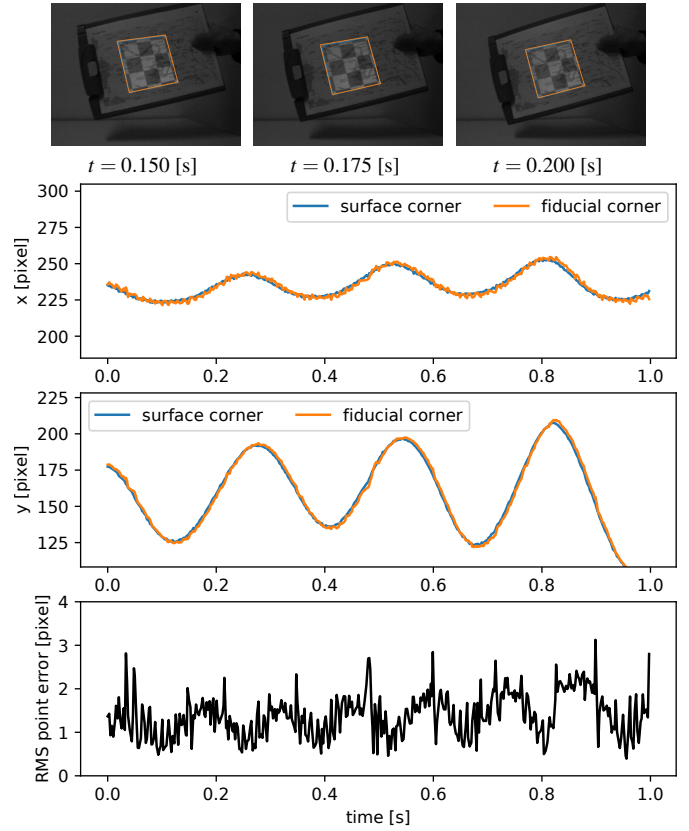 t = 0.150 [s] t = 0.175 [s] t = 0.200 [s]
300
275
250
225
200
x [pixel]
surface corner fiducial corner
0.0 0.2 0.4 0.6 0.8 1.0
225
200
175
150
125
y [pixel]
surface corner fiducial corner
0.0 0.2 0.4 0.6 0.8 1.0
4
3
2
1
0
RMS point error [pixel]
0.0 0.2 0.4 0.6 0.8 1.0
time [s]